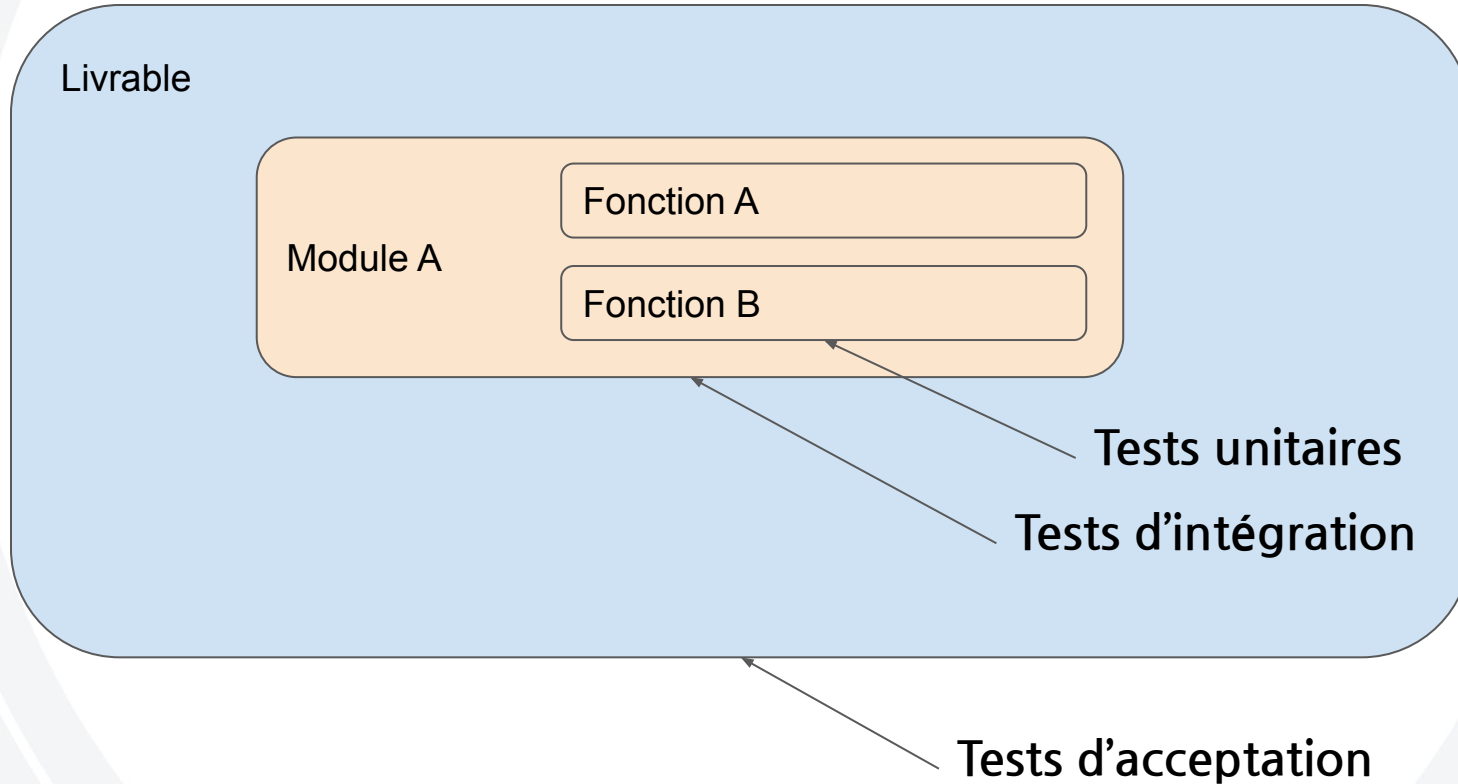 Livrable
Fonction A
Module A
Fonction B
Tests unitaires
Tests d’intégration
Tests d’acceptation